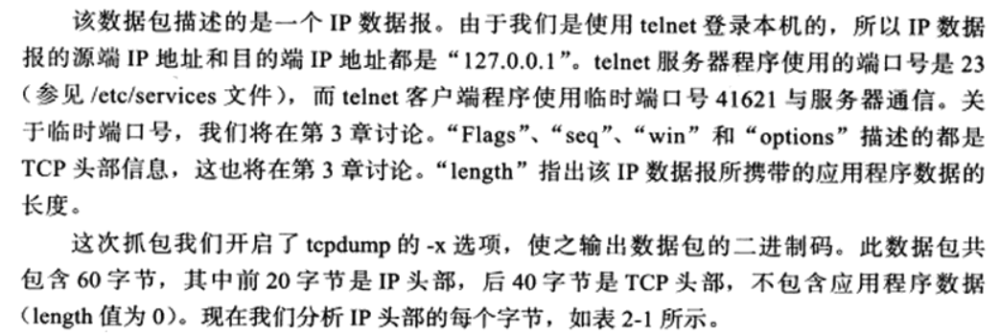 该数据包描述的是一个 IP 数据报。由于我们是使用 telnet 登录本机的，所以 IP 数据
报的源端 IP 地址和目的端 IP 地址都是“127.0.0.1”。telnet 服务器程序使用的端口号是 23
（参见 /etc/services 文件），而 telnet 客户端程序使用临时端口号 41621 与服务器通信。关
于临时端口号，我们将在第 3 章讨论。“Flags”、“seq”、“win” 和 “options” 描述的都是
TCP 头部信息，这也将在第 3 章讨论。“length” 指出该 IP 数据报所携带的应用程序数据的
长度。
这次抓包我们开启了 tcpdump 的 -x 选项，使之输出数据包的二进制码。此数据包共
包含 60 字节，其中前 20 字节是 IP 头部，后 40 字节是 TCP 头部，不包含应用程序数据
（length 值为 0）。现在我们分析 IP 头部的每个字节，如表 2-1 所示。